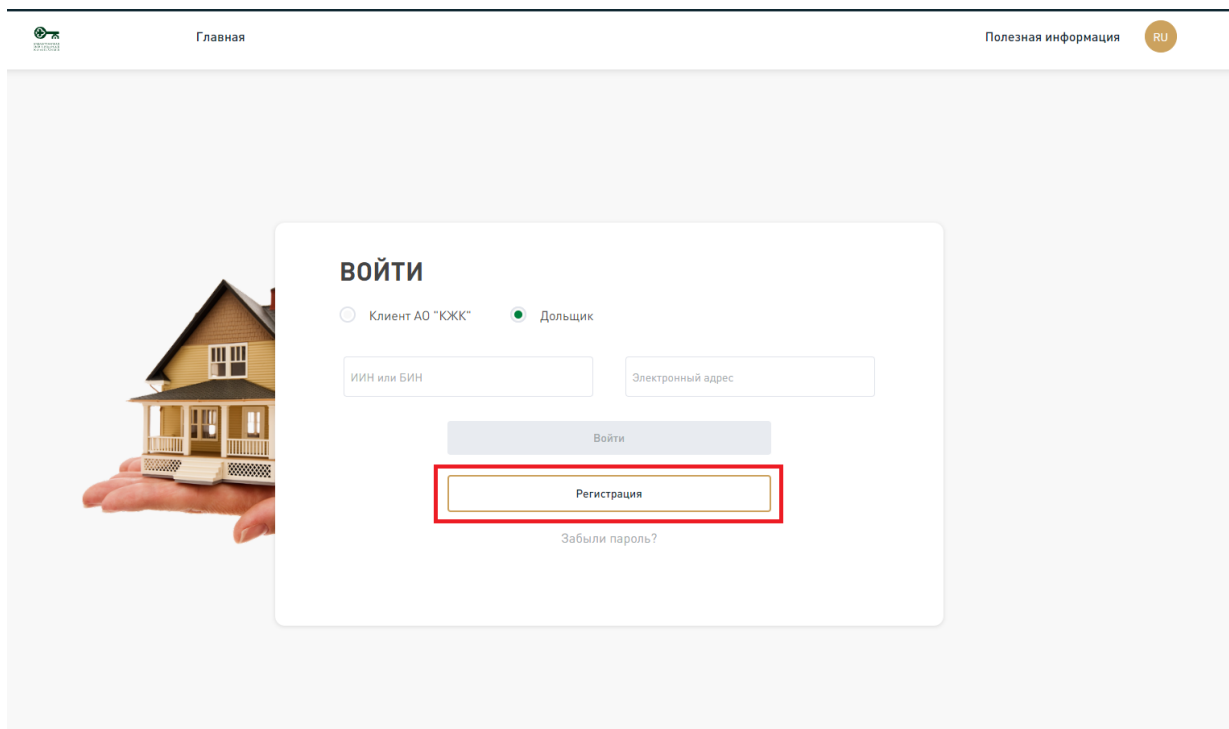 Главная
Полезная информация
RU
ВОЙТИ
Клиент АО "КЖК"
Дольщик
ИИН или БИН
Электронный адрес
Войти
Регистрация
Забыли пароль?